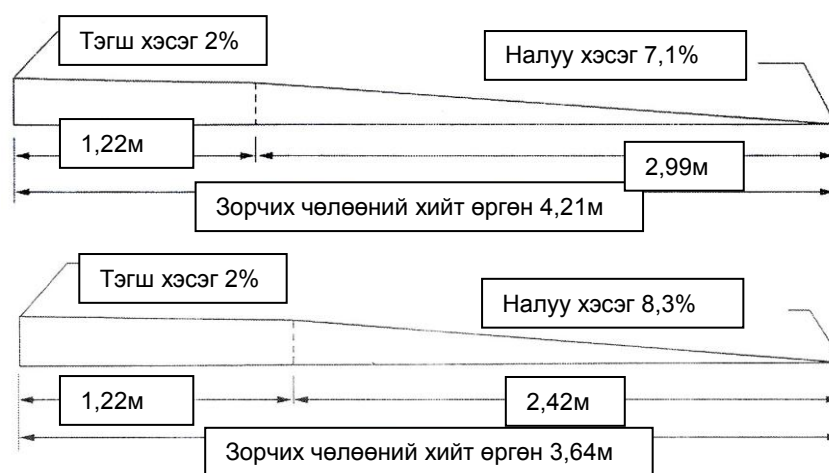 Тэгш хэсэг 2%
Налуу хэсэг 7,1%
1,22м
2,99м
Зорчих чөлөөний хийт өргөн 4,21м
Тэгш хэсэг 2%
Налуу хэсэг 8,3%
1,22м
2,42м
Зорчих чөлөөний хийт өргөн 3,64м